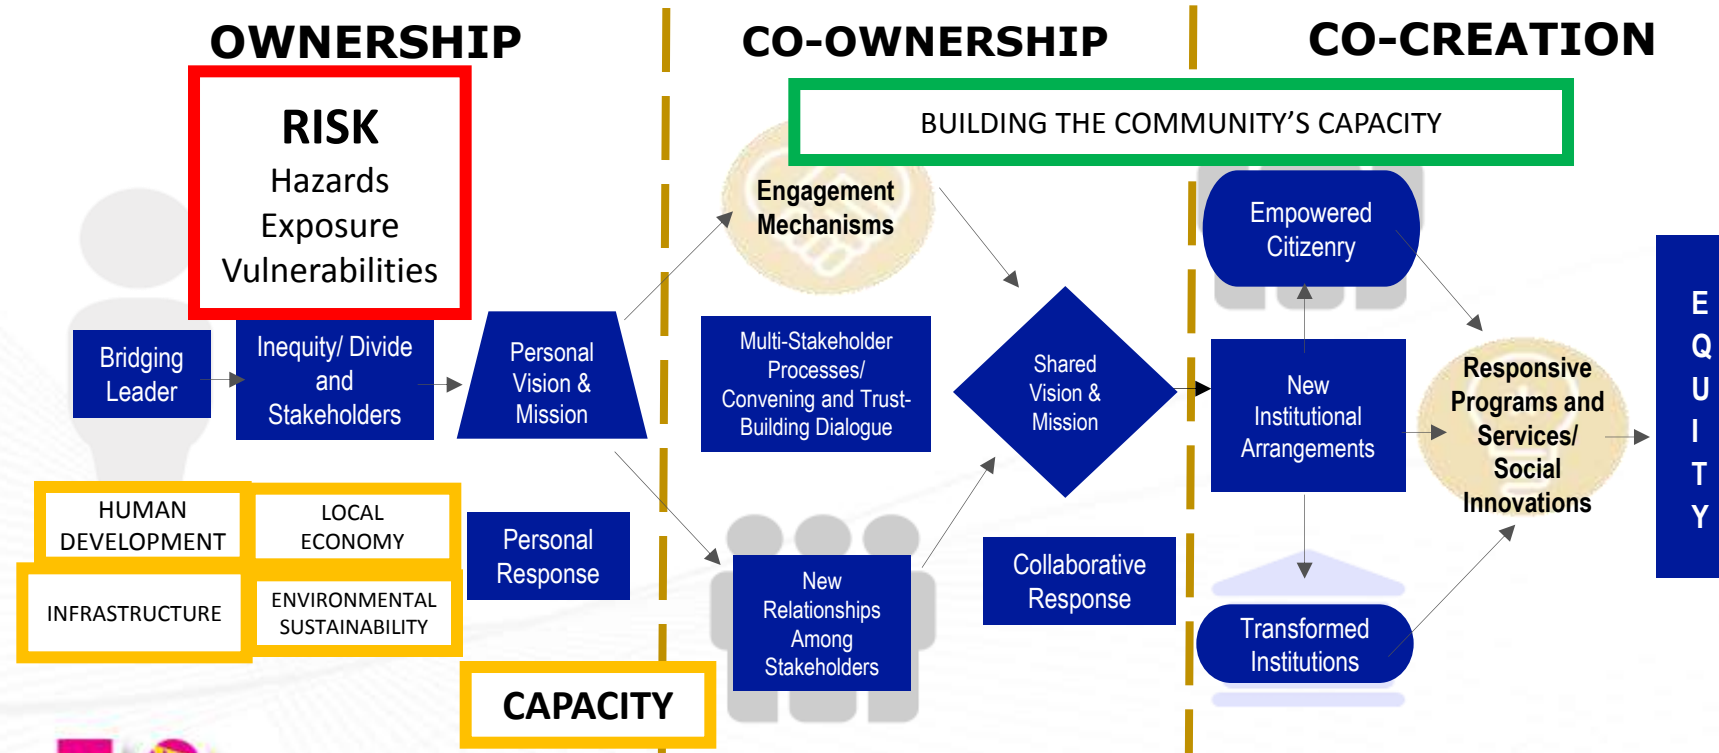 OWNERSHIP
CO-OWNERSHIP
CO-CREATION
RISK
Hazards
Exposure
Vulnerabilities
BUILDING THE COMMUNITY’S CAPACITY
Engagement
Mechanisms
Empowered
Citizenry
Bridging
Leader
Inequity/ Divide
and
Stakeholders
Personal
Vision &
Mission
Multi-Stakeholder
Processes/
Convening and Trust-
Building Dialogue
Shared
Vision &
Mission
New
Institutional
Arrangements
Responsive
Programs and
Services/
Social
Innovations
E
Q
U
I
T
Y
HUMAN
DEVELOPMENT
LOCAL
ECONOMY
INFRASTRUCTURE
ENVIRONMENTAL
SUSTAINABILITY
Personal
Response
New
Relationships
Among
Stakeholders
Collaborative
Response
Transformed
Institutions
CAPACITY